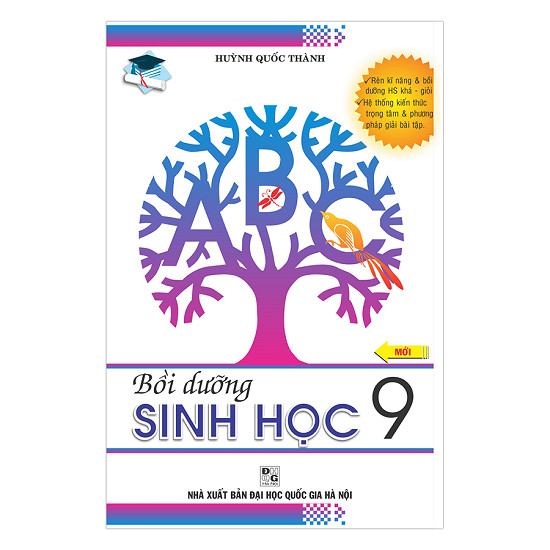 HUỲNH QUỐC THÀNH
✓Rèn kĩ năng & bồi
dưỡng HS khá - giỏi
✓Hệ thống kiến thức
trọng tâm & phương
pháp giải bài tập.
B
A C
MỚI
Bồi dưỡng
SINH HỌC 9
NHÀ XUẤT BẢN ĐẠI HỌC QUỐC GIA HÀ NỘI